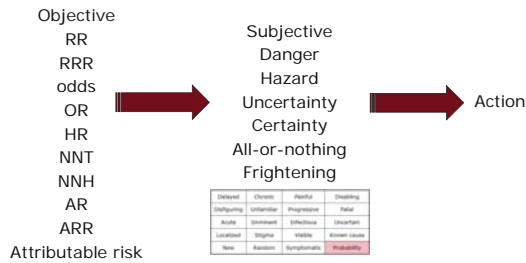 Objective
RR
RRR
odds
OR
HR
NNT
NNH
AR
ARR
Attributable risk
Subjective
Danger
Hazard
Uncertainty
Certainty
All-or-nothing
Frightening
Delayed Chronic Painful Disabling
Disfiguring Unfamiliar Progressive Fatal
Acute Imminent Infectious Uncertain
Localized Stigma Visible Known cause
New Random Symptomatic Probability
Action